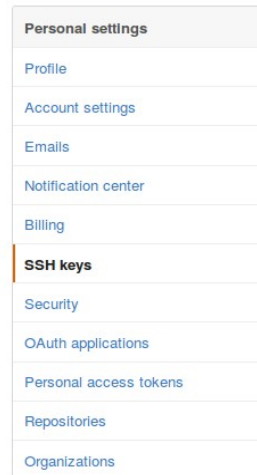 Personal settings
Profile
Account settings
Emails
Notification center
Billing
SSH keys
Security
OAuth applications
Personal access tokens
Repositories
Organizations